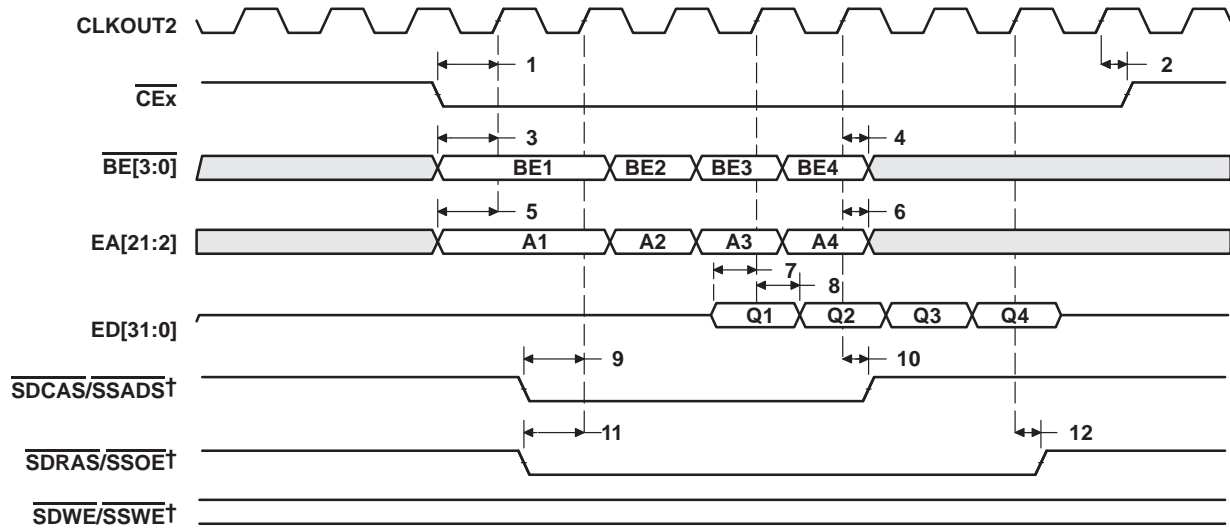 CLKOUT2
1
2
CEx
3
4
BE[3:0]
BE1
BE2
BE3
BE4
5
6
EA[21:2]
A1
A2
A3
A4
7
8
ED[31:0]
Q1
Q2
Q3
Q4
9
10
SDCAS/SSADS†
11
12
SDRAS/SSOE†
SDWE/SSWE†